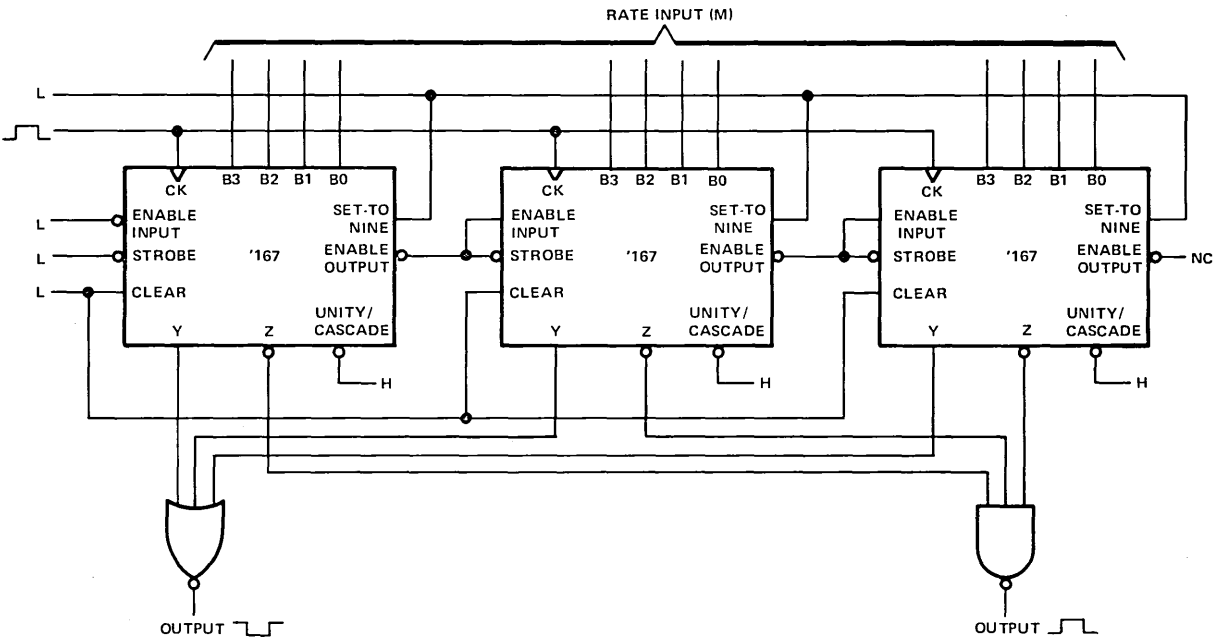 RATE INPUT (M)
L
CK B3 B2 B1 B0
CK B3 B2 B1 B0
CK B3 B2 B1 B0
L ENABLE INPUT
SET-TO NINE
L STROBE
'167
ENABLE OUTPUT
L CLEAR
UNITY/ CASCADE
Y Z
H
ENABLE INPUT
SET-TO NINE
STROBE
'167
ENABLE OUTPUT
CLEAR
UNITY/ CASCADE
Y Z
H
ENABLE INPUT
SET-TO NINE
STROBE
'167
ENABLE OUTPUT
NC
CLEAR
UNITY/ CASCADE
Y Z
H
OUTPUT
OUTPUT